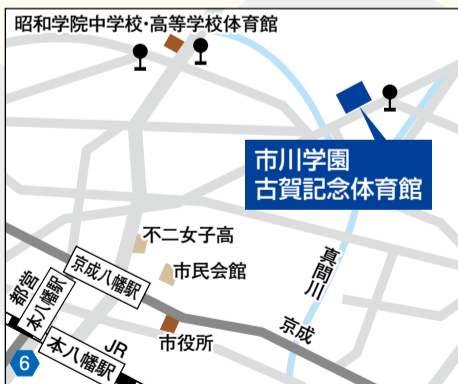 昭和学院中学校・高等学校体育館
市川学園
古賀記念体育館
不二女子高
京成八幡駅
市民会館
真間川
都営
本八幡駅
市役所
京成
JR
本八幡駅
6